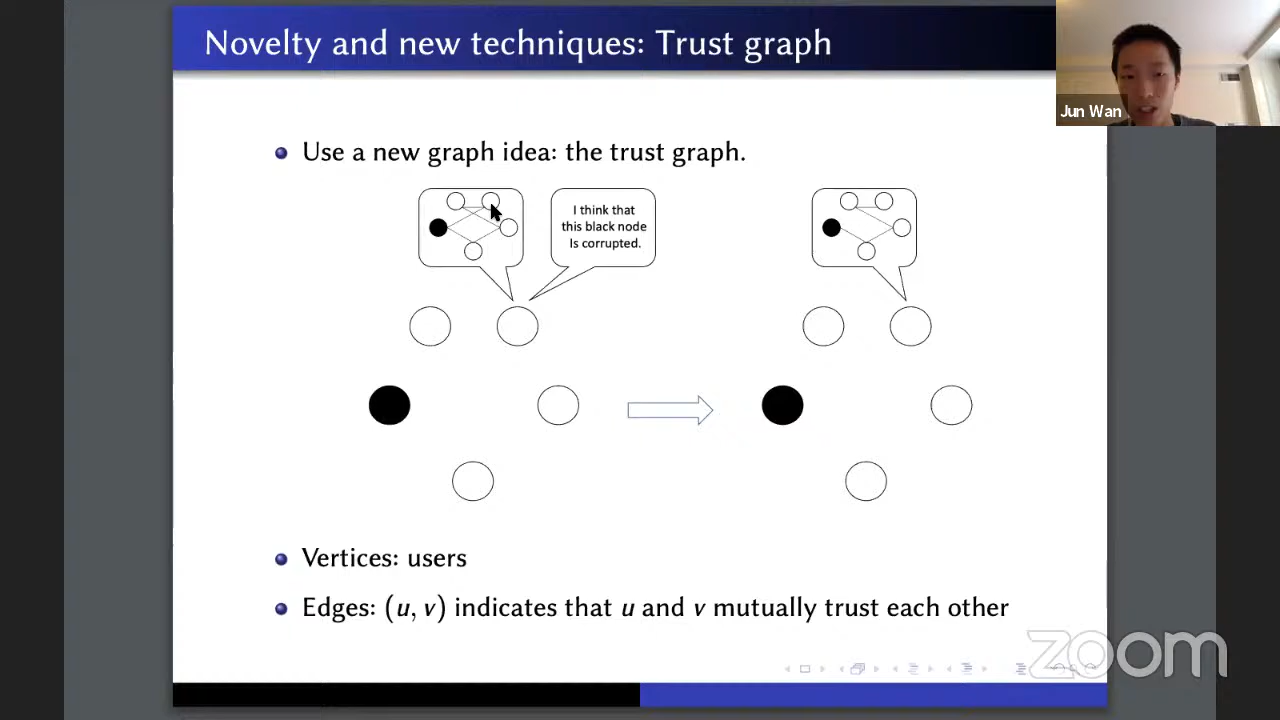 Novelty and new techniques: Trust graph
Jun Wan
Use a new graph idea: the trust graph.
I think that
this black node
Is corrupted.
Vertices: users
Edges: (u, v) indicates that u and v mutually trust each other
zoom